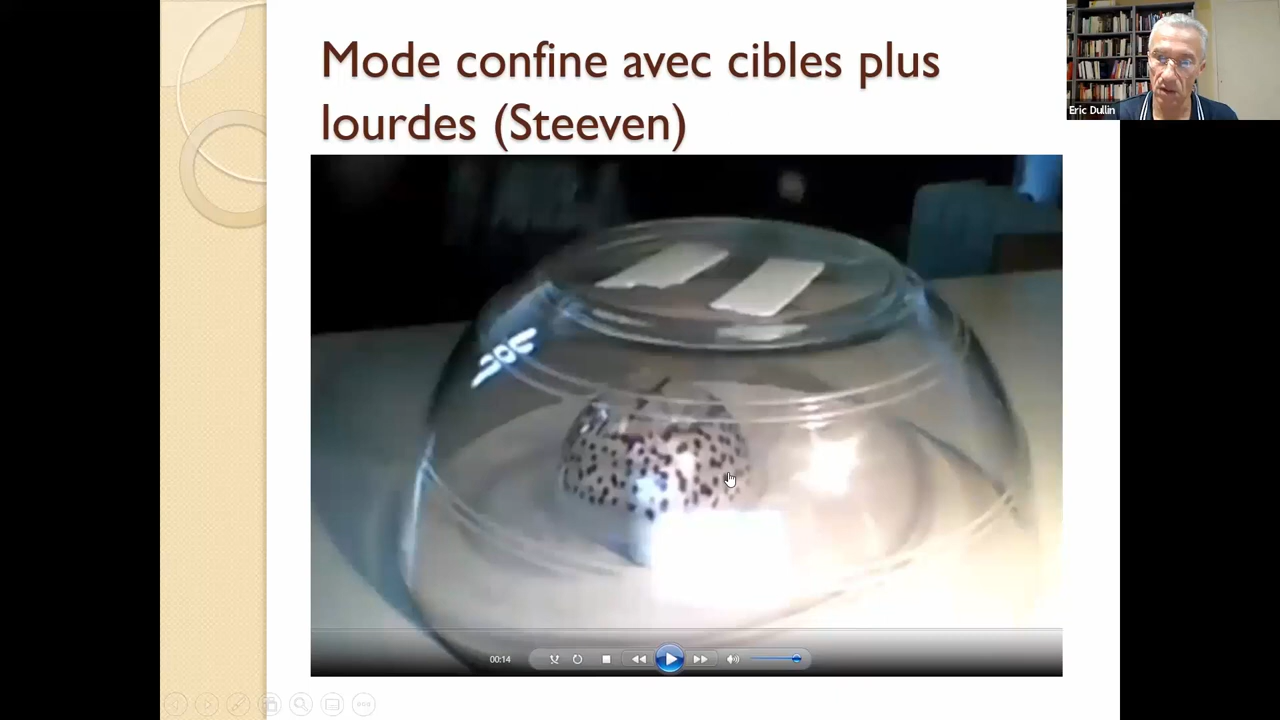 Mode confine avec cibles plus
lourdes (Steeven)
Eric Dullin
00:14